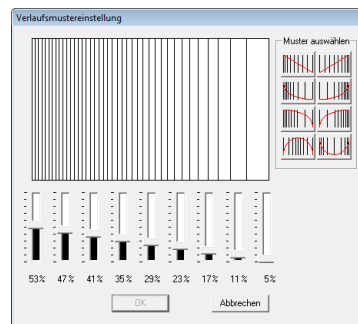 Verlaufsmustereinstellung
Muster auswählen
53% 47% 41% 35% 29% 23% 17% 11% 5%
OK Abbrechen